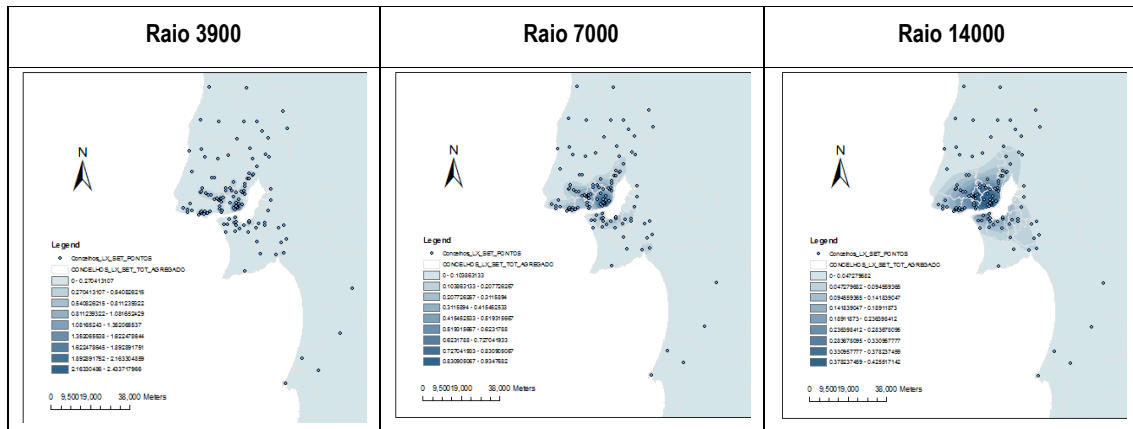 Raio 3900
Raio 7000
Raio 14000
N
Legend
Concelhos_LX_SET_PONTOS
CONCELHOS_LX_SET_TOT_AGREGADO
0 - 0.270413107
0.270413107 - 0.540826215
0.540826215 - 0.811239322
0.811239322 - 1.081652429
1.08165243 - 1.352065537
1.352065538 - 1.622478644
1.622478645 - 1.892891751
1.892891752 - 2.163304859
2.16330486 - 2.433717966
0 9,50019,000 38,000 Meters
N
Legend
Concelhos_LX_SET_PONTOS
CONCELHOS_LX_SET_TOT_AGREGADO
0 - 0.103863133
0.103863133 - 0.207726267
0.207726267 - 0.3115894
0.3115894 - 0.415452533
0.415452533 - 0.519315667
0.519315667 - 0.6231788
0.6231788 - 0.727041933
0.727041933 - 0.830905067
0.830905067 - 0.9347682
0 9,50019,000 38,000 Meters
N
Legend
Concelhos_LX_SET_PONTOS
CONCELHOS_LX_SET_TOT_AGREGADO
0 - 0.047279682
0.047279682 - 0.094559365
0.094559365 - 0.141839047
0.141839047 - 0.18911873
0.18911873 - 0.236398412
0.236398412 - 0.283678095
0.283678095 - 0.330957777
0.330957777 - 0.378237459
0.378237459 - 0.425517142
0 9,50019,000 38,000 Meters